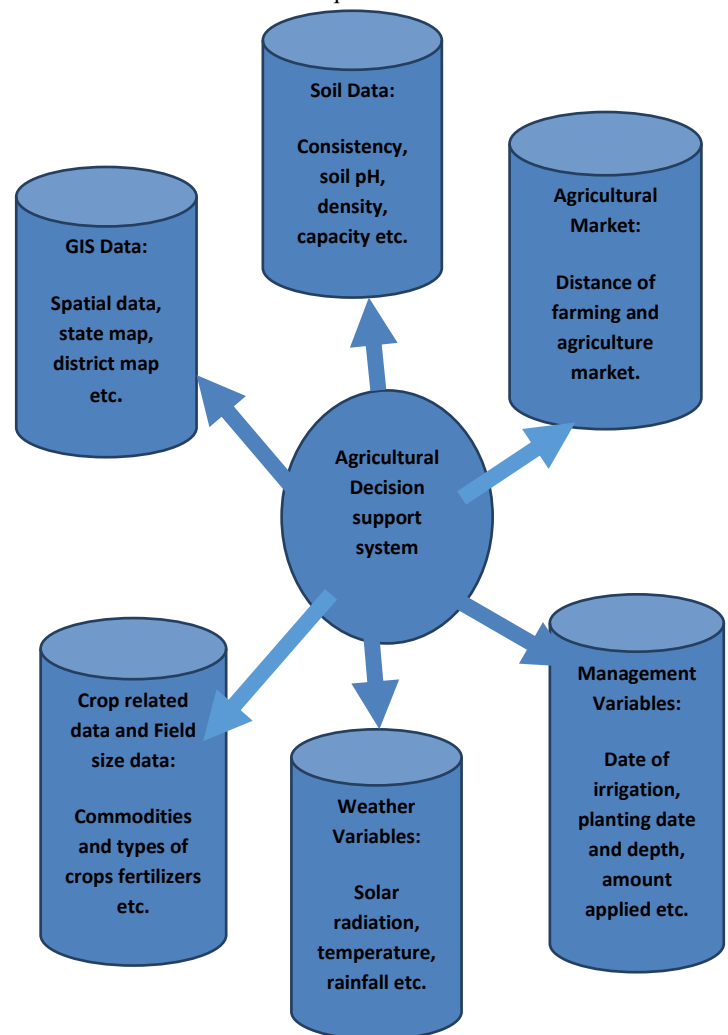 Soil Data:
Consistency,
soil pH,
density,
capacity etc.
Agricultural
Market:
Distance of
farming and
agriculture
market.
GIS Data:
Spatial data,
state map,
district map
etc.
Agricultural
Decision
support
system
Crop related
data and Field
size data:
Commodities
and types of
crops fertilizers
etc.
Weather
Variables:
Solar
radiation,
temperature,
rainfall etc.
Management
Variables:
Date of
irrigation,
planting date
and depth,
amount
applied etc.